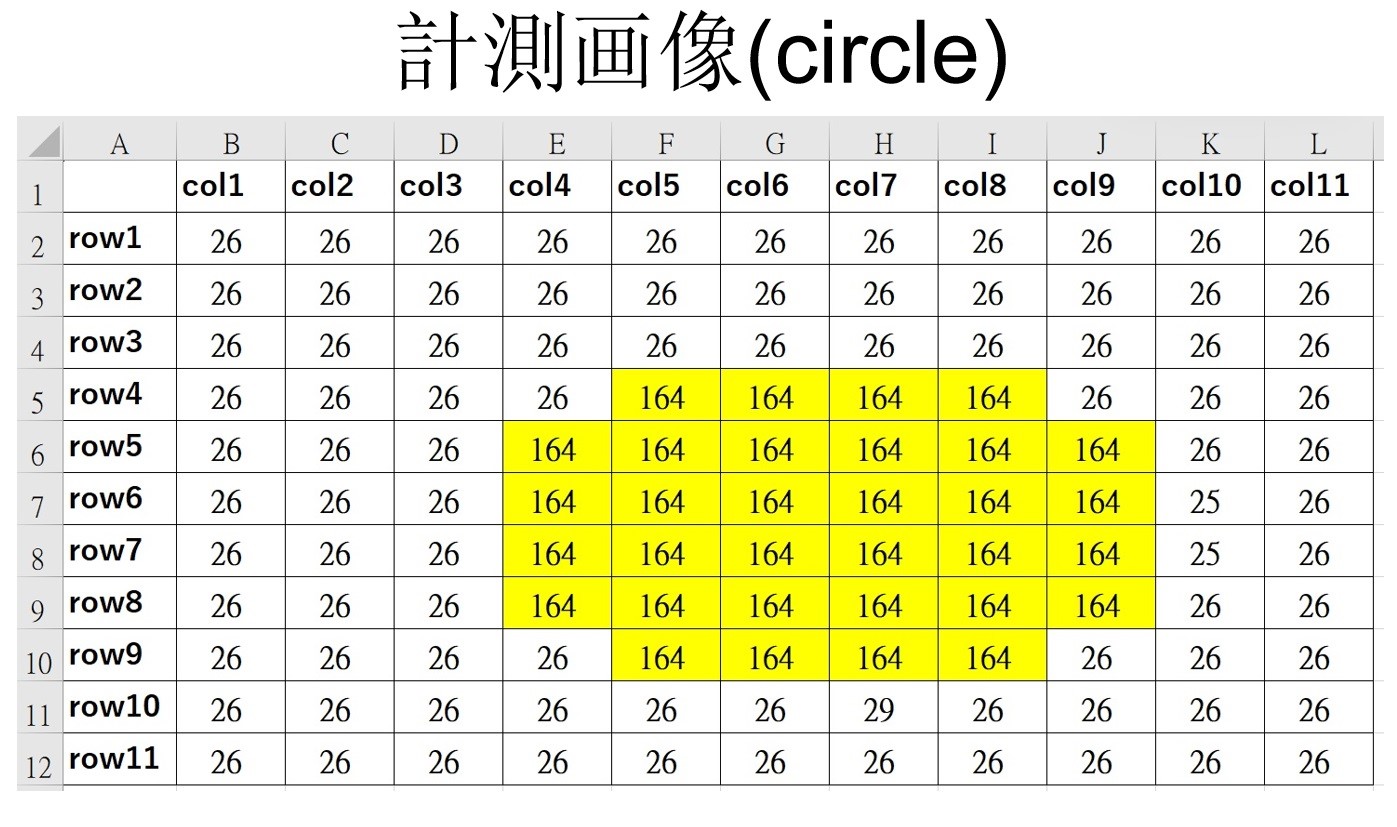 計測画像(circle)
A B C D E F G H I J K L
1 col1 col2 col3 col4 col5 col6 col7 col8 col9 col10 col11
2 row1 26 26 26 26 26 26 26 26 26 26 26
3 row2 26 26 26 26 26 26 26 26 26 26 26
4 row3 26 26 26 26 26 26 26 26 26 26 26
5 row4 26 26 26 26 164 164 164 164 26 26 26
6 row5 26 26 26 164 164 164 164 164 164 26 26
7 row6 26 26 26 164 164 164 164 164 164 25 26
8 row7 26 26 26 164 164 164 164 164 164 25 26
9 row8 26 26 26 164 164 164 164 164 164 26 26
10 row9 26 26 26 26 164 164 164 164 26 26 26
11 row10 26 26 26 26 26 26 29 26 26 26 26
12 row11 26 26 26 26 26 26 26 26 26 26 26